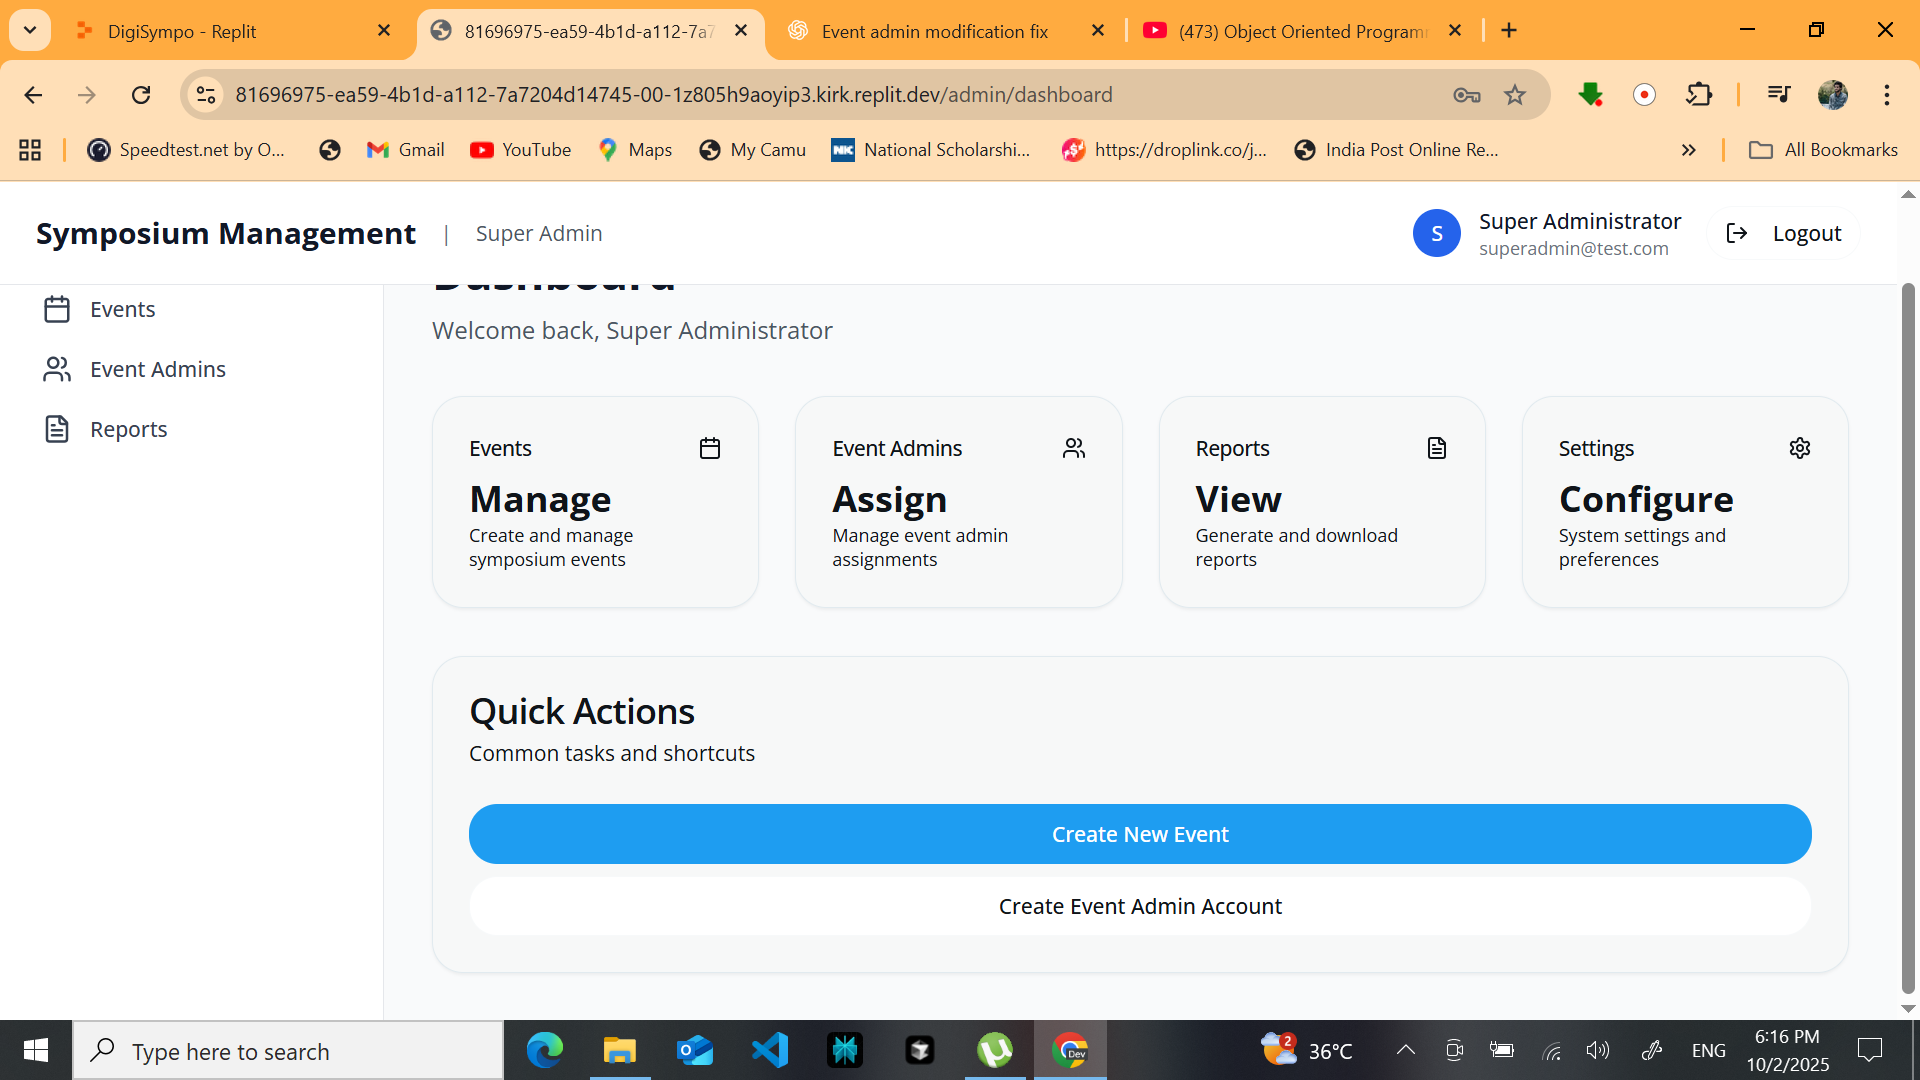 DigiSympo - Replit
81696975-ea59-4b1d-a112-7a7
Event admin modification fix
(473) Object Oriented Program
81696975-ea59-4b1d-a112-7a7204d14745-00-1z805h9aoyip3.kirk.replit.dev/admin/dashboard
Speedtest.net by O...
Gmail
YouTube
Maps
My Camu
NK
National Scholarshi...
https://droplink.co/j...
India Post Online Re...
All Bookmarks
Symposium Management | Super Admin
S
Super Administrator
superadmin@test.com
Logout
Events
Event Admins
Reports
Dashboard
Welcome back, Super Administrator
Events
Manage
Create and manage
symposium events
Event Admins
Assign
Manage event admin
assignments
Reports
View
Generate and download
reports
Settings
Configure
System settings and
preferences
Quick Actions
Common tasks and shortcuts
Create New Event
Create Event Admin Account
Type here to search
Dev
2
36°C
ENG
6:16 PM
10/2/2025